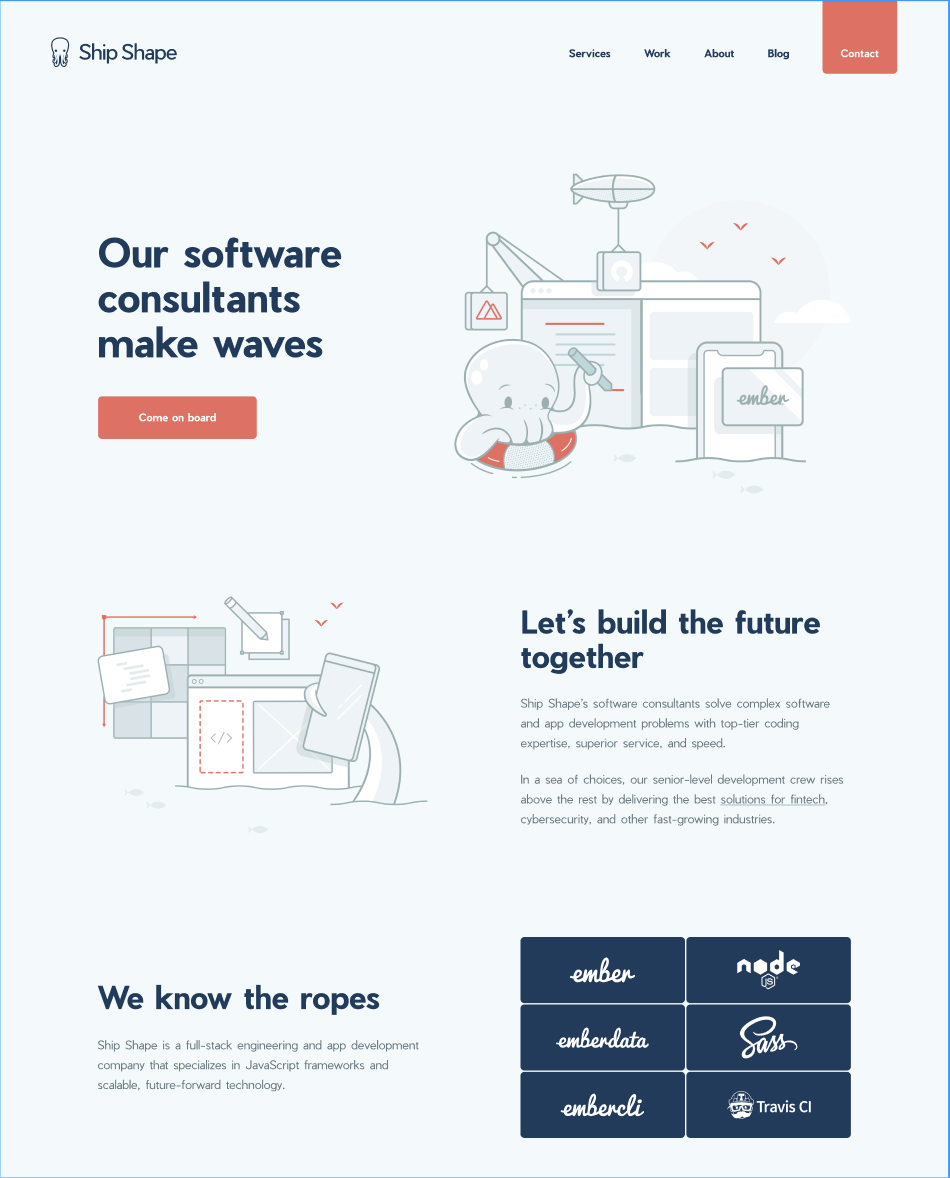 Ship Shape
Services Work About Blog Contact
Our software
consultants
make waves
Come on board
ember
</>
Let’s build the future
together
Ship Shape’s software consultants solve complex software
and app development problems with top-tier coding
expertise, superior service, and speed.
In a sea of choices, our senior-level development crew rises
above the rest by delivering the best solutions for fintech,
cybersecurity, and other fast-growing industries.
We know the ropes
Ship Shape is a full-stack engineering and app development
company that specializes in JavaScript frameworks and
scalable, future-forward technology.
ember
node
JS
emberdata
Sass
embercli
T
Travis CI